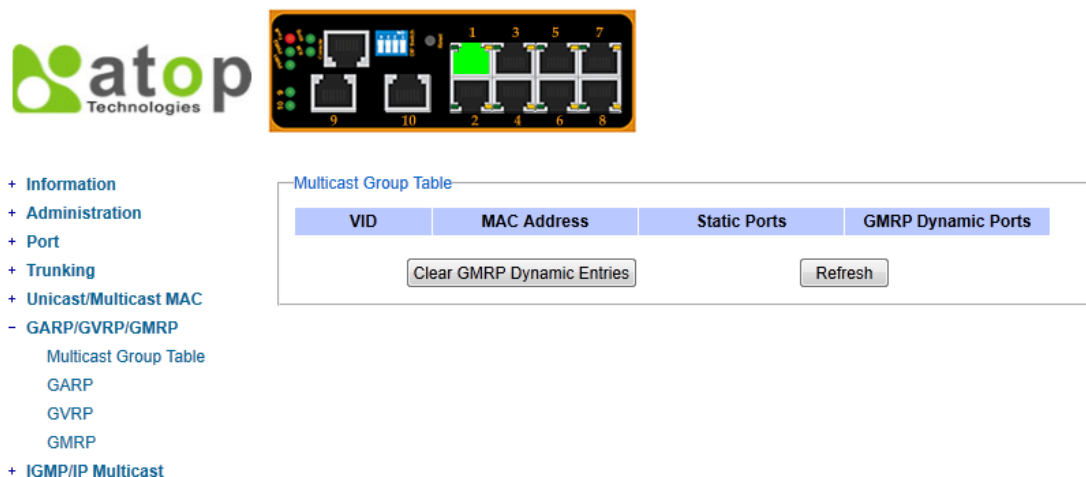 atop
Technologies
1 3 5 7
9 10 2 4 6 8
+ Information
+ Administration
+ Port
+ Trunking
+ Unicast/Multicast MAC
− GARP/GVRP/GMRP
Multicast Group Table
GARP
GVRP
GMRP
+ IGMP/IP Multicast
Multicast Group Table
VID MAC Address Static Ports GMRP Dynamic Ports
Clear GMRP Dynamic Entries Refresh